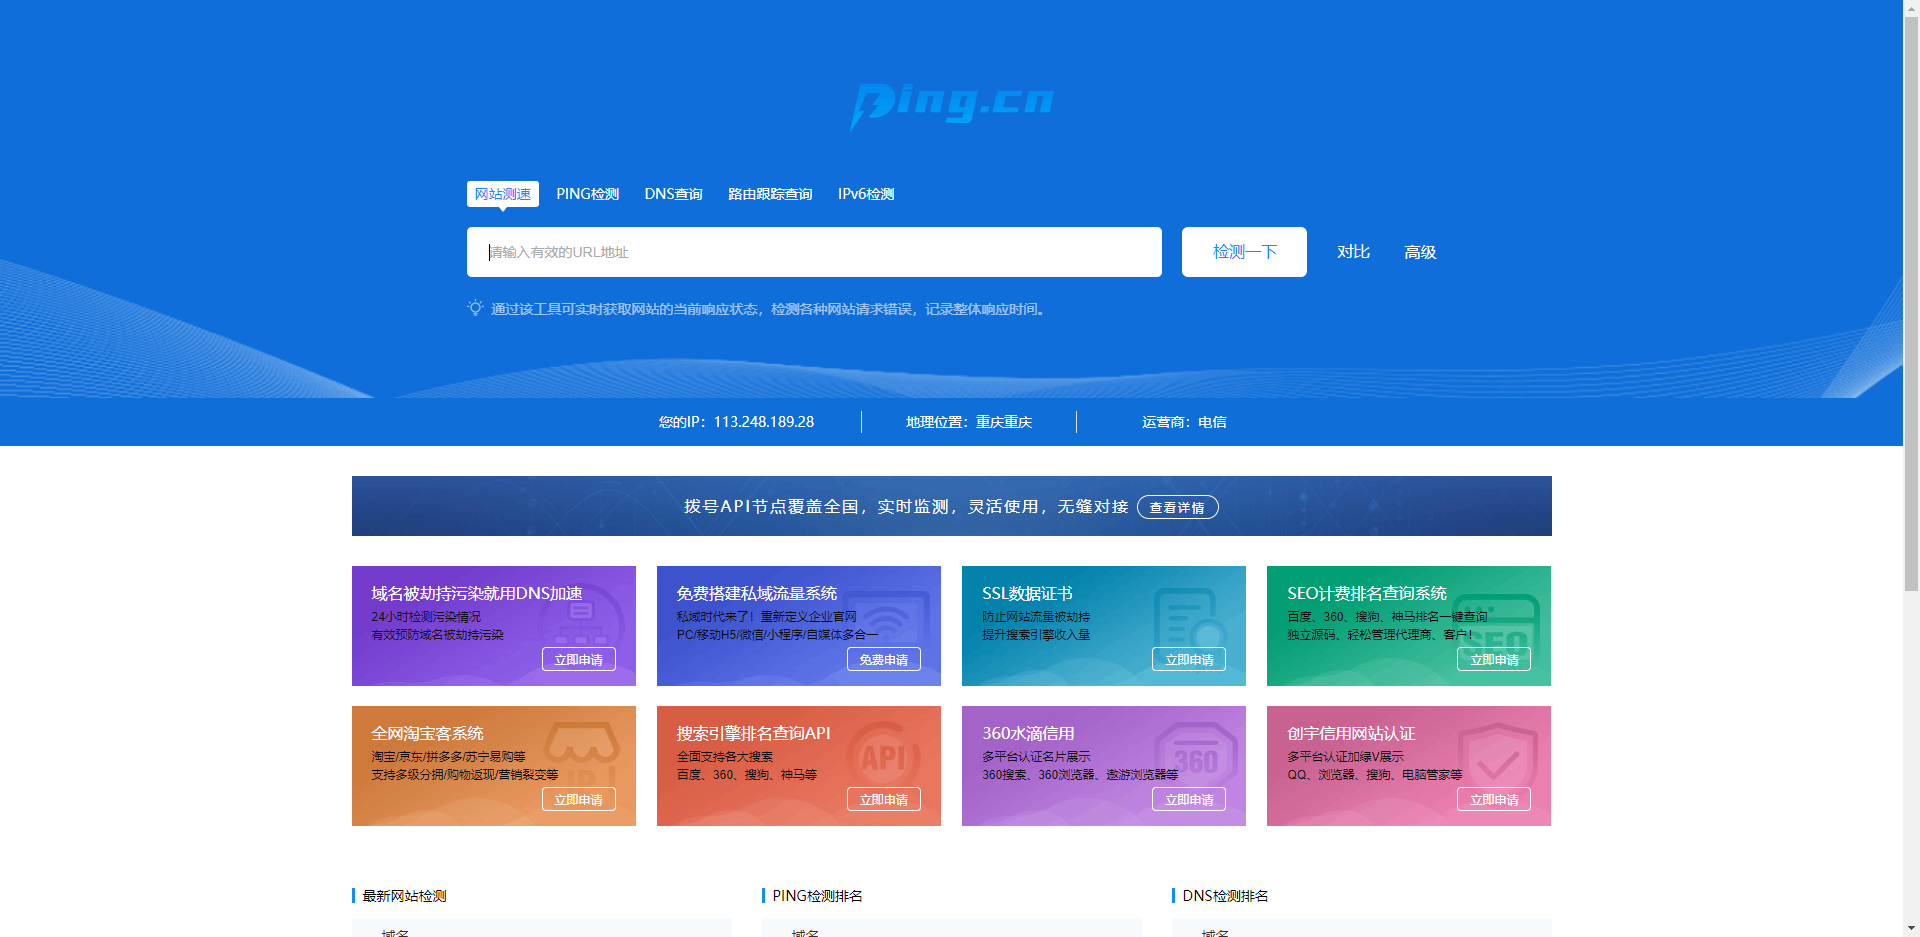 Ping.cn
网站测速 PING检测 DNS查询 路由跟踪查询 IPv6检测
请输入有效的URL地址
检测一下 对比 高级
通过该工具可实时获取网站的当前响应状态，检测各种网站请求错误，记录整体响应时间。
您的IP：113.248.189.28 地理位置：重庆重庆 运营商：电信
拨号API节点覆盖全国，实时监测，灵活使用，无缝对接 查看详情
域名被劫持污染就用DNS加速
24小时检测污染情况
有效预防域名被劫持污染
立即申请
免费搭建私域流量系统
私域时代来了！重新定义企业官网
PC/移动H5/微信/小程序/自媒体多合一
免费申请
SSL数据证书
防止网站流量被劫持
提升搜索引擎收入量
立即申请
SEO计费排名查询系统
百度、360、搜狗、神马排名一键查询
独立源码、轻松管理代理商、客户！
SEO
立即申请
全网淘宝客系统
淘宝/京东/拼多多/苏宁易购等
支持多级分拥/购物返现/营销裂变等
立即申请
搜索引擎排名查询API
全面支持各大搜索
百度、360、搜狗、神马等
API
立即申请
360水滴信用
多平台认证名片展示
360搜索、360浏览器、遨游浏览器等
360
立即申请
创宇信用网站认证
多平台认证加绿V展示
QQ、浏览器、搜狗、电脑管家等
立即申请
最新网站检测 PING检测排名 DNS检测排名
域名 域名 域名